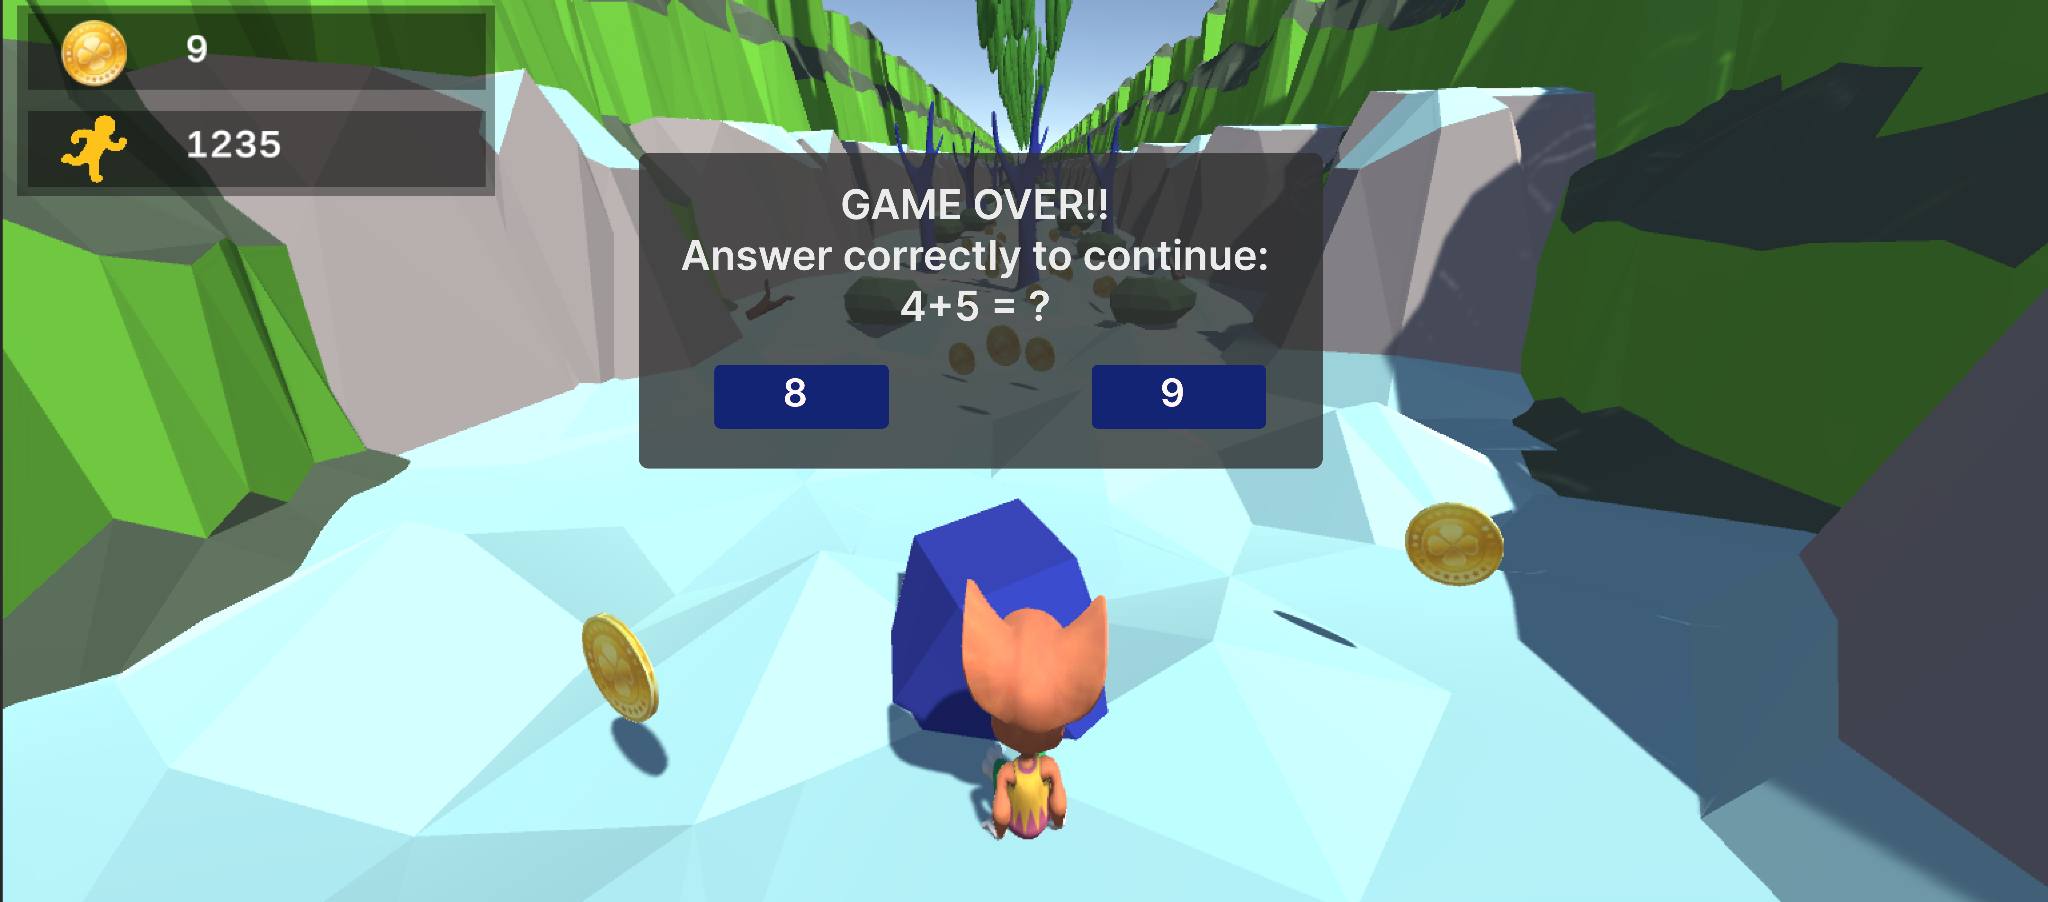 9
1235
GAME OVER!!
Answer correctly to continue:
4+5 = ?
8 9